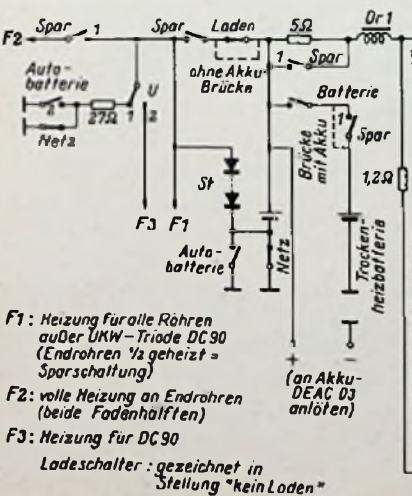 F2
Spar
1
Spar
Laden
5Ω
Dr 1
Auto-
batterie
2
27Ω
1
U
2
Netz
ohne Akku-
Brücke
1
Spar
Batterie
Brücke
mit Akku
1
Spar
1,2Ω
St
F3
F1
Auto-
batterie
Netz
Trocken-
heizbatterie
+
-
(an Akku-
DEAC D3
anlöten)
F1: Heizung für alle Röhren
außer UKW-Triode DC90
(Endröhren ½ geheizt =
Sparschaltung)
F2: volle Heizung an Endröhren
(beide Fadenhälften)
F3: Heizung für DC90
Ladeschalter: gezeichnet in
Stellung "kein Laden"